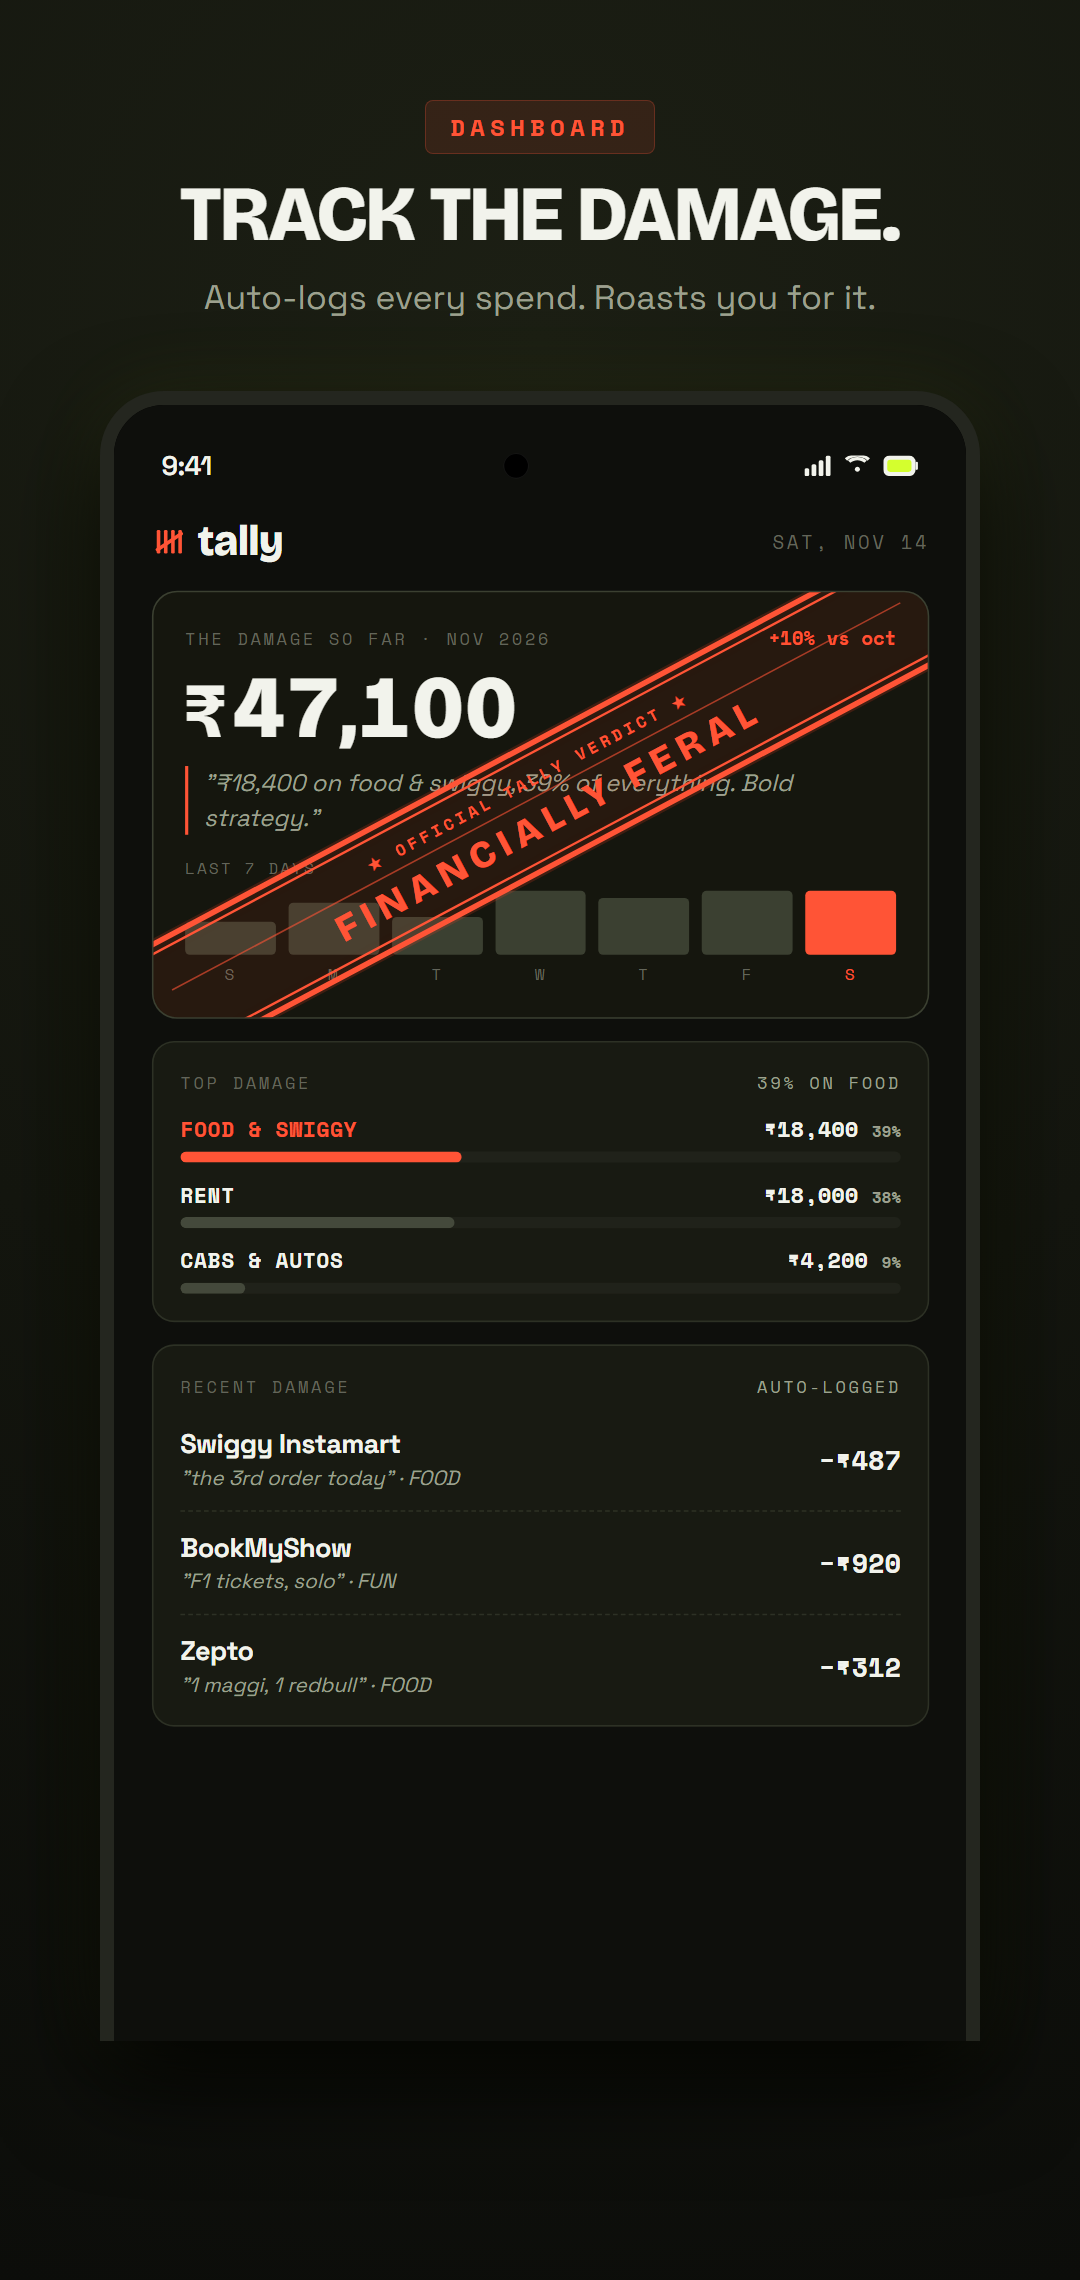 DASHBOARD
TRACK THE DAMAGE.
Auto-logs every spend. Roasts you for it.
9:41
tally
SAT, NOV 14
THE DAMAGE SO FAR · NOV 2026
+10% vs oct
₹47,100
"₹18,400 on food & swiggy. 39% of everything. Bold
strategy."
★ OFFICIAL TALLY VERDICT ★
FINANCIALLY FERAL
LAST 7 DAYS
S M T W T F S
TOP DAMAGE
39% ON FOOD
FOOD & SWIGGY
₹18,400 39%
RENT
₹18,000 38%
CABS & AUTOS
₹4,200 9%
RECENT DAMAGE
AUTO-LOGGED
Swiggy Instamart
"the 3rd order today" · FOOD
-₹487
BookMyShow
"F1 tickets, solo" · FUN
-₹920
Zepto
"1 maggi, 1 redbull" · FOOD
-₹312